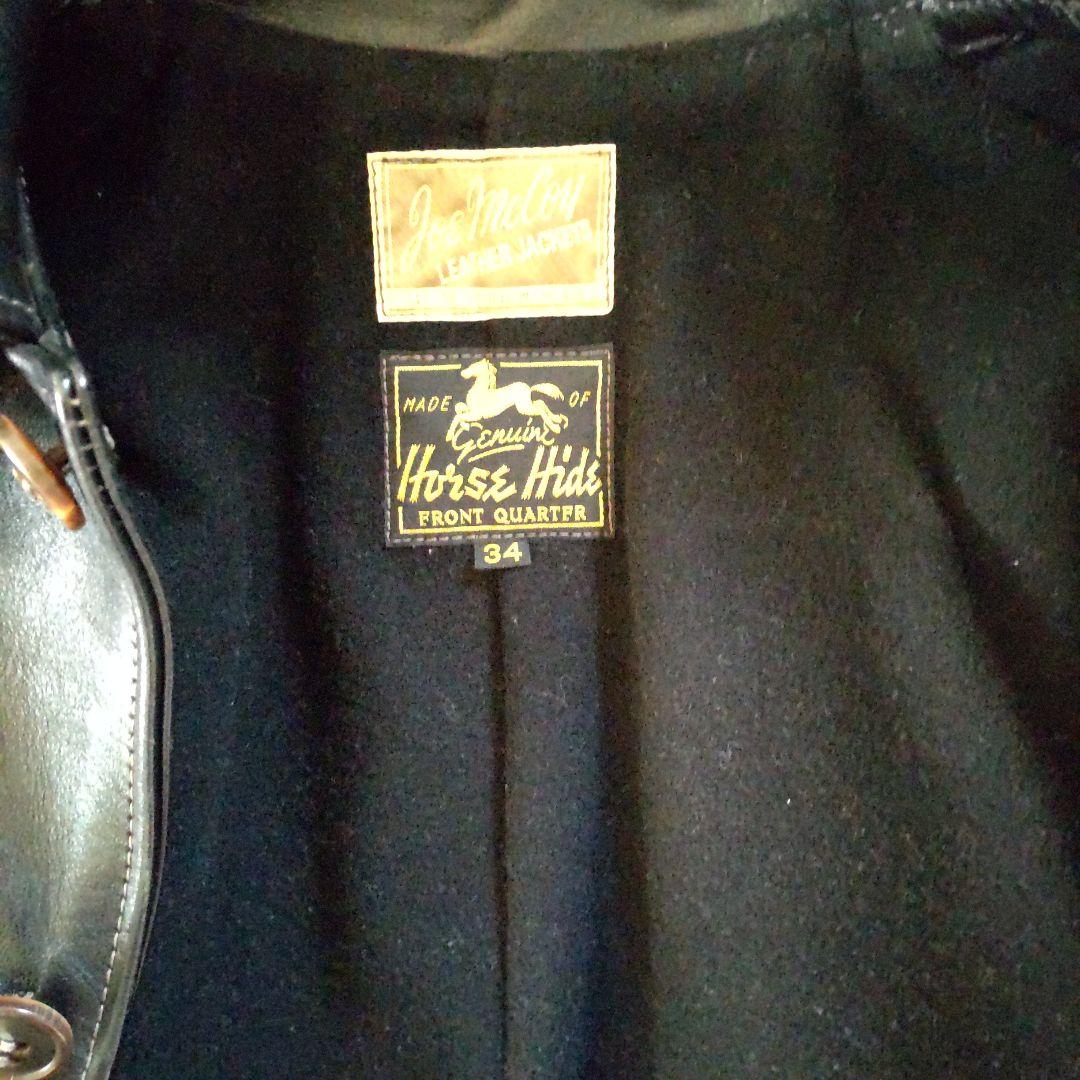 Joe McCoy
LEATHER JACKETS
MADE OF
Genuine
Horse Hide
FRONT QUARTER
34